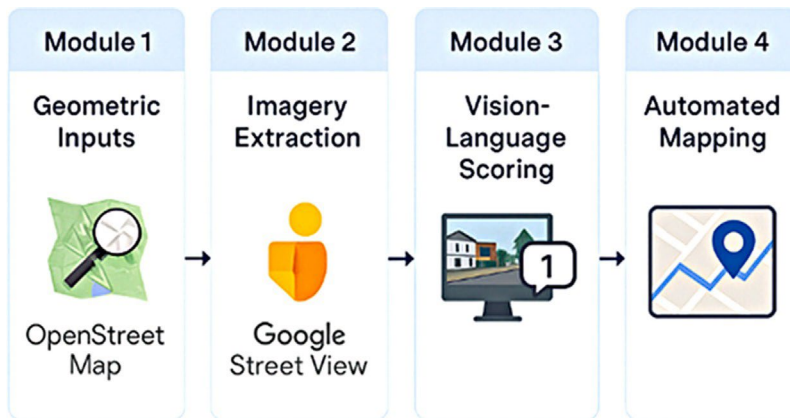 Module 1
Geometric
Inputs
OpenStreet
Map
Module 2
Imagery
Extraction
Google
Street View
Module 3
Vision-
Language
Scoring
1
Module 4
Automated
Mapping